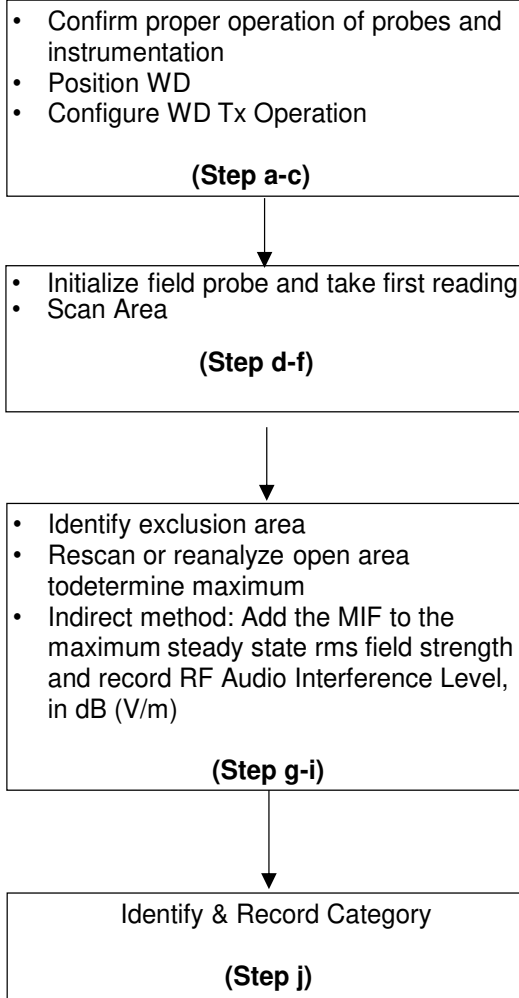 • Confirm proper operation of probes and
instrumentation
• Position WD
• Configure WD Tx Operation
(Step a-c)
• Initialize field probe and take first reading
• Scan Area
(Step d-f)
• Identify exclusion area
• Rescan or reanalyze open area
todetermine maximum
• Indirect method: Add the MIF to the
maximum steady state rms field strength
and record RF Audio Interference Level,
in dB (V/m)
(Step g-i)
Identify & Record Category
(Step j)